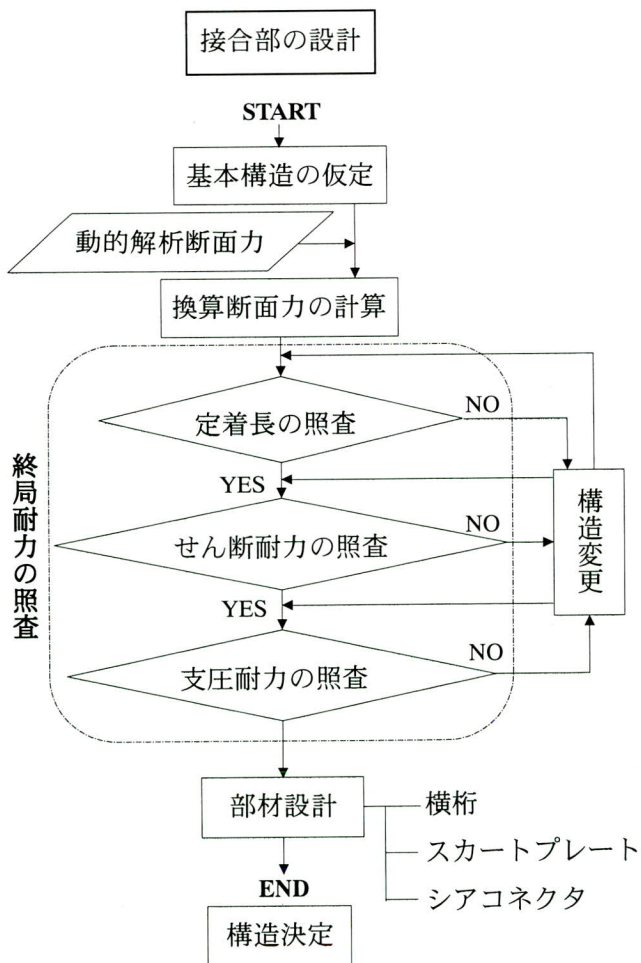 接合部の設計
START
基本構造の仮定
動的解析断面力
換算断面力の計算
終局耐力の照査
定着長の照査
NO
YES
せん断耐力の照査
NO
YES
支圧耐力の照査
NO
構造変更
部材設計
横桁
スカートプレート
シアコネクタ
END
構造決定